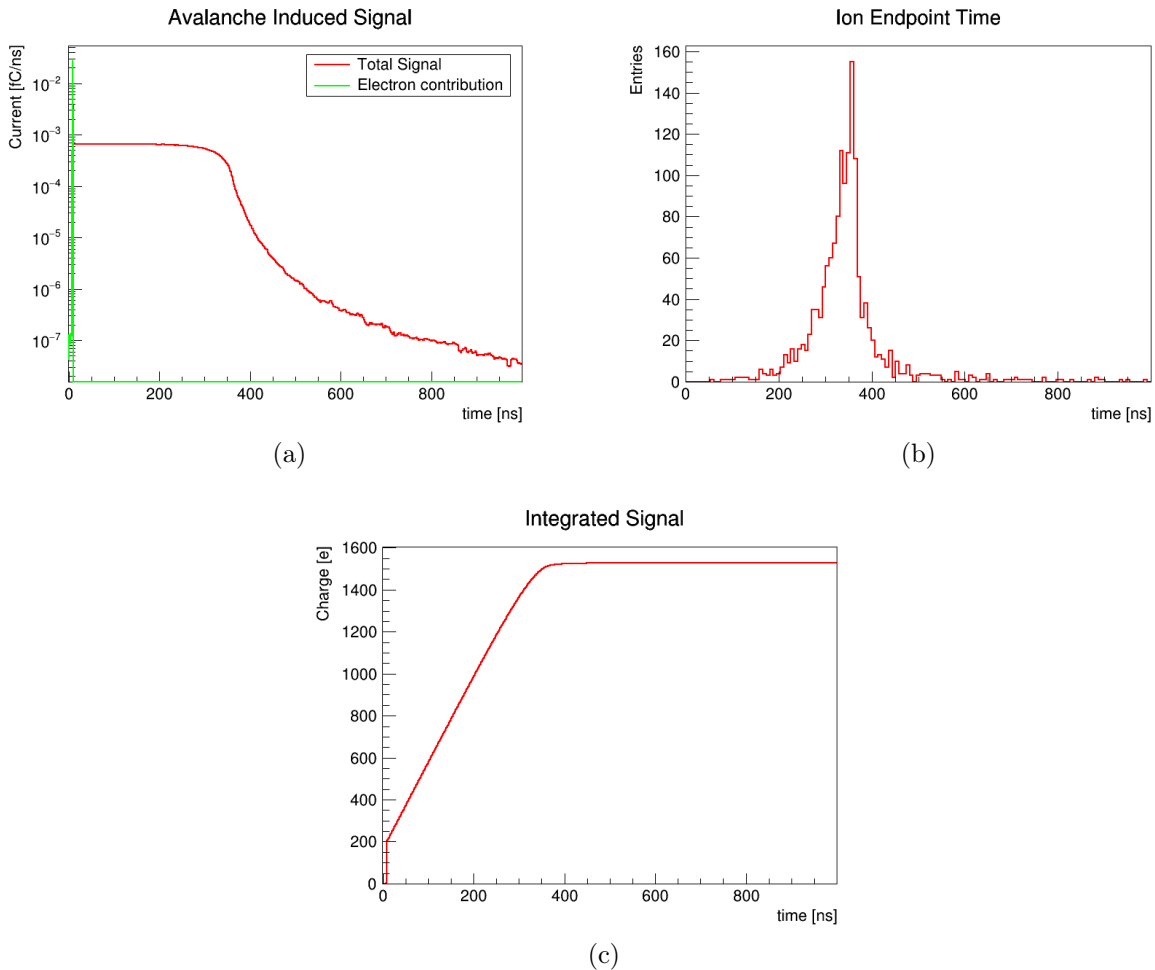 Avalanche Induced Signal
Current [fC/ns]
Total Signal
Electron contribution
10⁻²
10⁻³
10⁻⁴
10⁻⁵
10⁻⁶
10⁻⁷
0 200 400 600 800
time [ns]
(a)
Ion Endpoint Time
Entries
160
140
120
100
80
60
40
20
0
0 200 400 600 800
time [ns]
(b)
Integrated Signal
Charge [e]
1600
1400
1200
1000
800
600
400
200
0
0 200 400 600 800
time [ns]
(c)